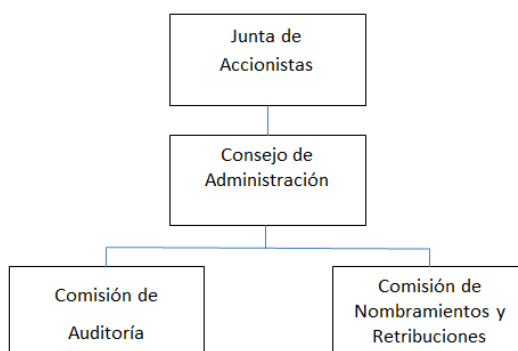 Junta de
Accionistas
Consejo de
Administración
Comisión de
Auditoría
Comisión de
Nombramientos y
Retribuciones